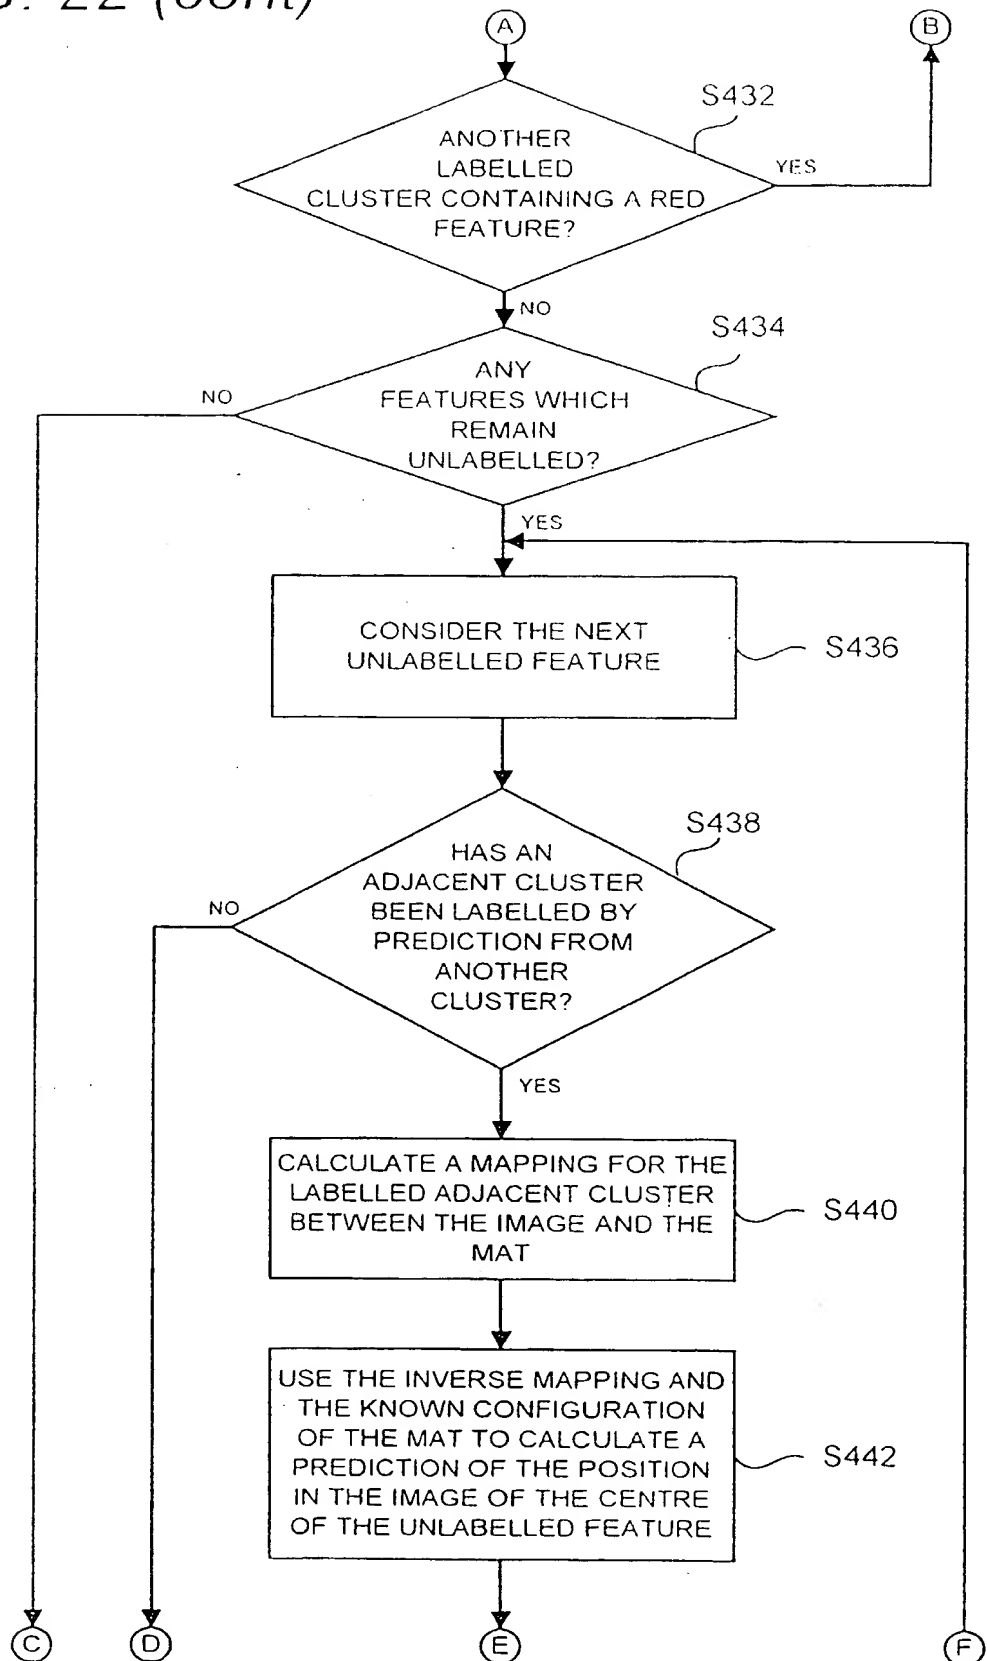 22 (cont)
A
B
S432
ANOTHER
LABELLED
CLUSTER CONTAINING A RED
FEATURE?
YES
NO
S434
ANY
FEATURES WHICH
REMAIN
UNLABELLED?
NO
YES
CONSIDER THE NEXT
UNLABELLED FEATURE
S436
S438
HAS AN
ADJACENT CLUSTER
BEEN LABELLED BY
PREDICTION FROM
ANOTHER
CLUSTER?
NO
YES
CALCULATE A MAPPING FOR THE
LABELLED ADJACENT CLUSTER
BETWEEN THE IMAGE AND THE
MAT
S440
USE THE INVERSE MAPPING AND
THE KNOWN CONFIGURATION
OF THE MAT TO CALCULATE A
PREDICTION OF THE POSITION
IN THE IMAGE OF THE CENTRE
OF THE UNLABELLED FEATURE
S442
C
D
E
F